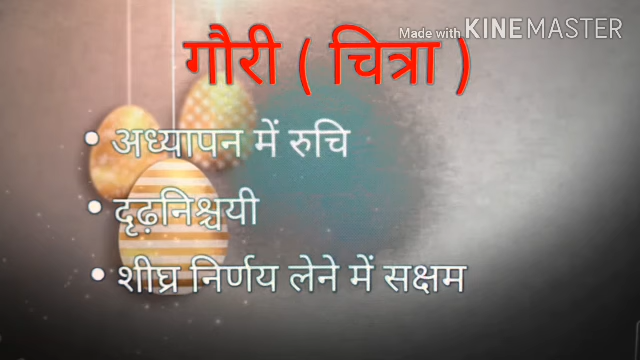 Made with KINEMASTER
गौरी ( चित्रा )
• अध्यापन में रुचि
• दृढ़निश्चयी
• शीघ्र निर्णय लेने में सक्षम